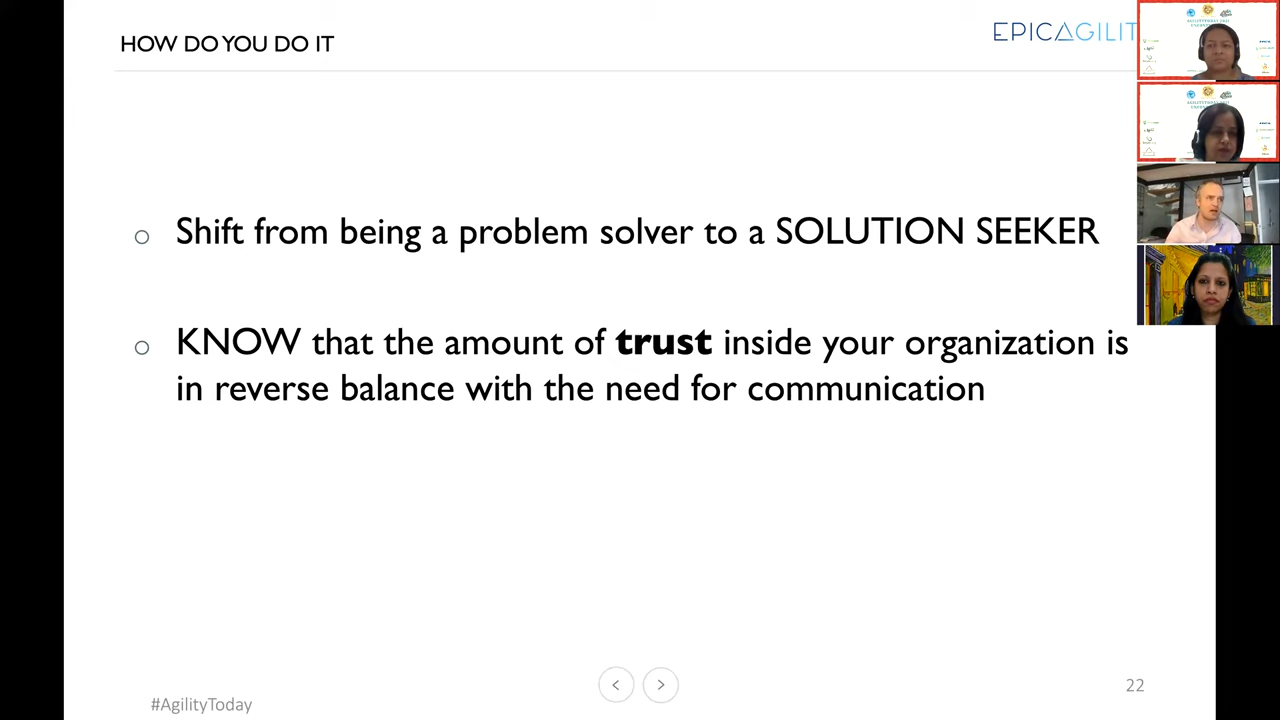 HOW DO YOU DO IT
EPICAGILIT
○ Shift from being a problem solver to a SOLUTION SEEKER
○ KNOW that the amount of trust inside your organization is
in reverse balance with the need for communication
#AgilityToday
22